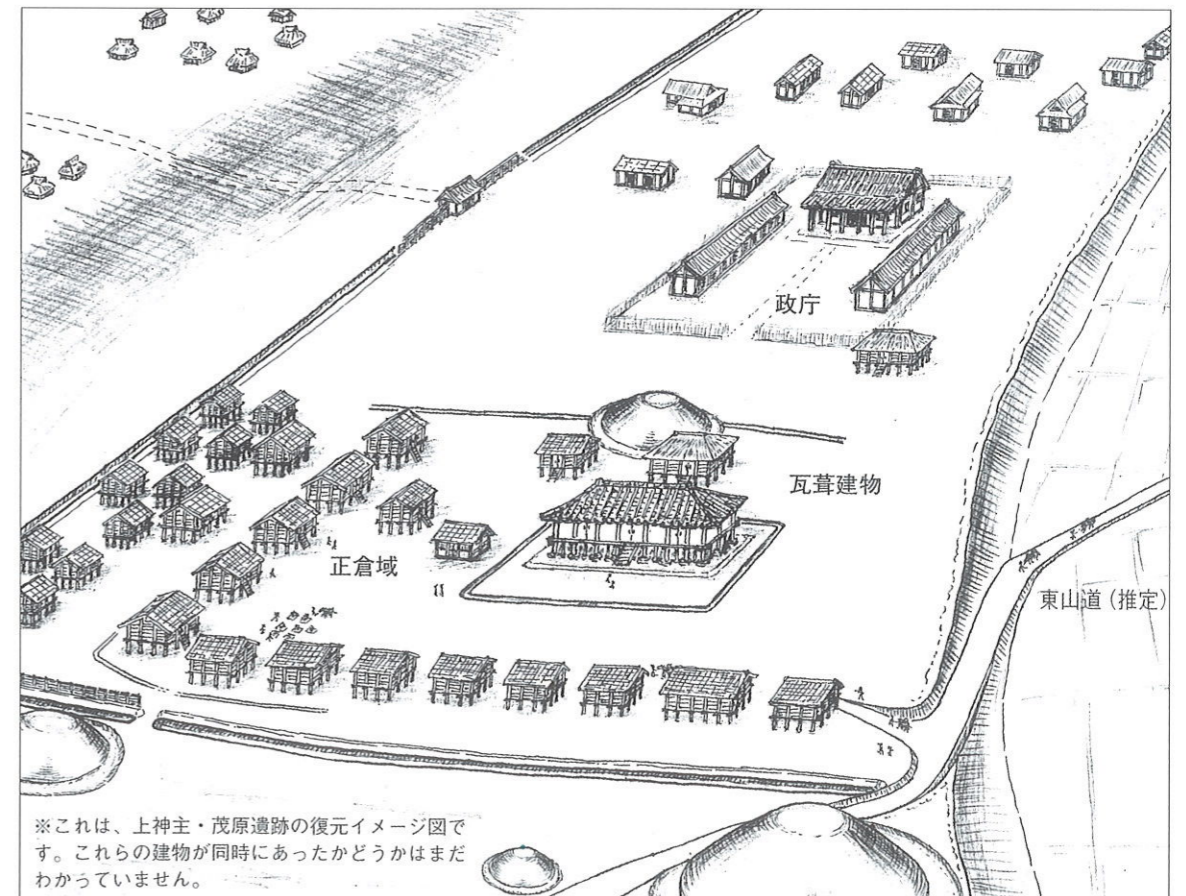 政庁
瓦葺建物
正倉域
東山道（推定）
※これは、上神主・茂原遺跡の復元イメージ図で
す。これらの建物が同時にあったかどうかはまだ
わかっていません。